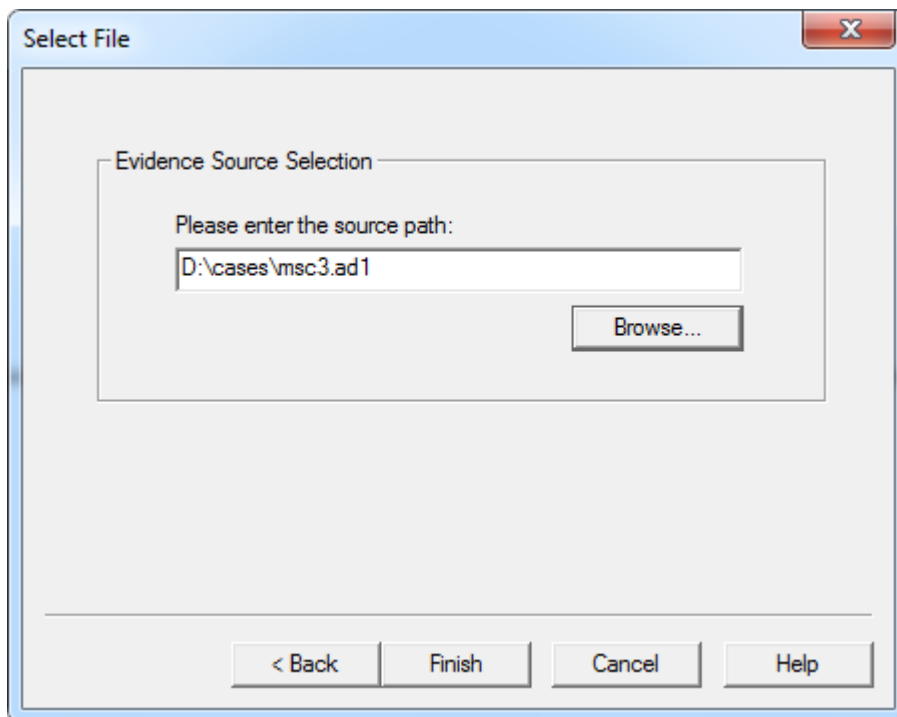 Select File
Evidence Source Selection
Please enter the source path:
D:\cases\msc3.ad1
Browse...
< Back
Finish
Cancel
Help